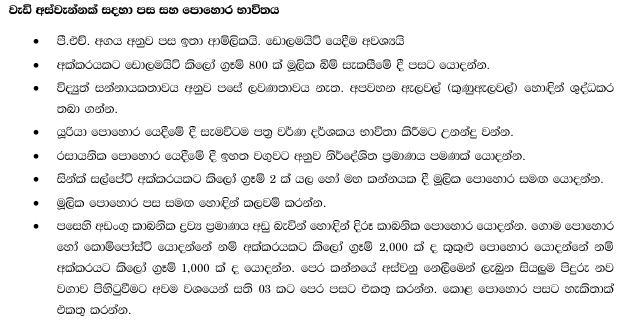 වැඩි අස්වැන්නක් සඳහා පස සහ පොහොර භාවිතය
• පී.එච්. අගය අනුව පස ඉතා ආම්ලිකයි. ඩොලමයිට් යෙදීම අවශ්‍යයි
• අක්කරයකට ඩොලමයිට් කිලෝ ග්‍රෑම් 800 ක් මූලික බිම් සැකසීමේ දී පසට යොදන්න.
• විද්‍යුත් සන්නායකතාවය අනුව පසේ ලවණතාවය නැත. අපවහන ඇලවල් (කුණුඇලවල්) හොඳින් ශුද්ධකර
තබා ගන්න.
• යූරියා පොහොර යෙදීමේ දී සැමවිටම පත්‍ර වර්ණ දර්ශකය භාවිතා කිරීමට උනන්දු වන්න.
• රසායනික පොහොර යෙදීමේ දී ඉහත වගුවට අනුව නිර්දේශිත ප්‍රමාණය පමණක් යොදන්න.
• සින්ක් සල්පේට් අක්කරයකට කිලෝ ග්‍රෑම් 2 ක් යල හෝ මහ කන්නයක දී මූලික පොහොර සමඟ යොදන්න.
• මූලික පොහොර පස සමඟ හොඳින් කලවම් කරන්න.
• පසෙහි අඩංගු කාබනික ද්‍රව්‍ය ප්‍රමාණය අඩු බැවින් හොඳින් දිරූ කාබනික පොහොර යොදන්න. ගොම පොහොර
හෝ කොම්පෝස්ට් යොදන්නේ නම් අක්කරයකට කිලෝ ග්‍රෑම් 2,000 ක් ද කුකුළු පොහොර යොදන්නේ නම්
අක්කරයට කිලෝ ග්‍රෑම් 1,000 ක් ද යොදන්න. පෙර කන්නයේ අස්වනු නෙලීමෙන් ලැබුන සියලුම පිදුරු නව
වගාව පිහිටුවීමට අවම වශයෙන් සති 03 කට පෙර පසට එකතු කරන්න. කොළ පොහොර පසට හැකිතාක්
එකතු කරන්න.